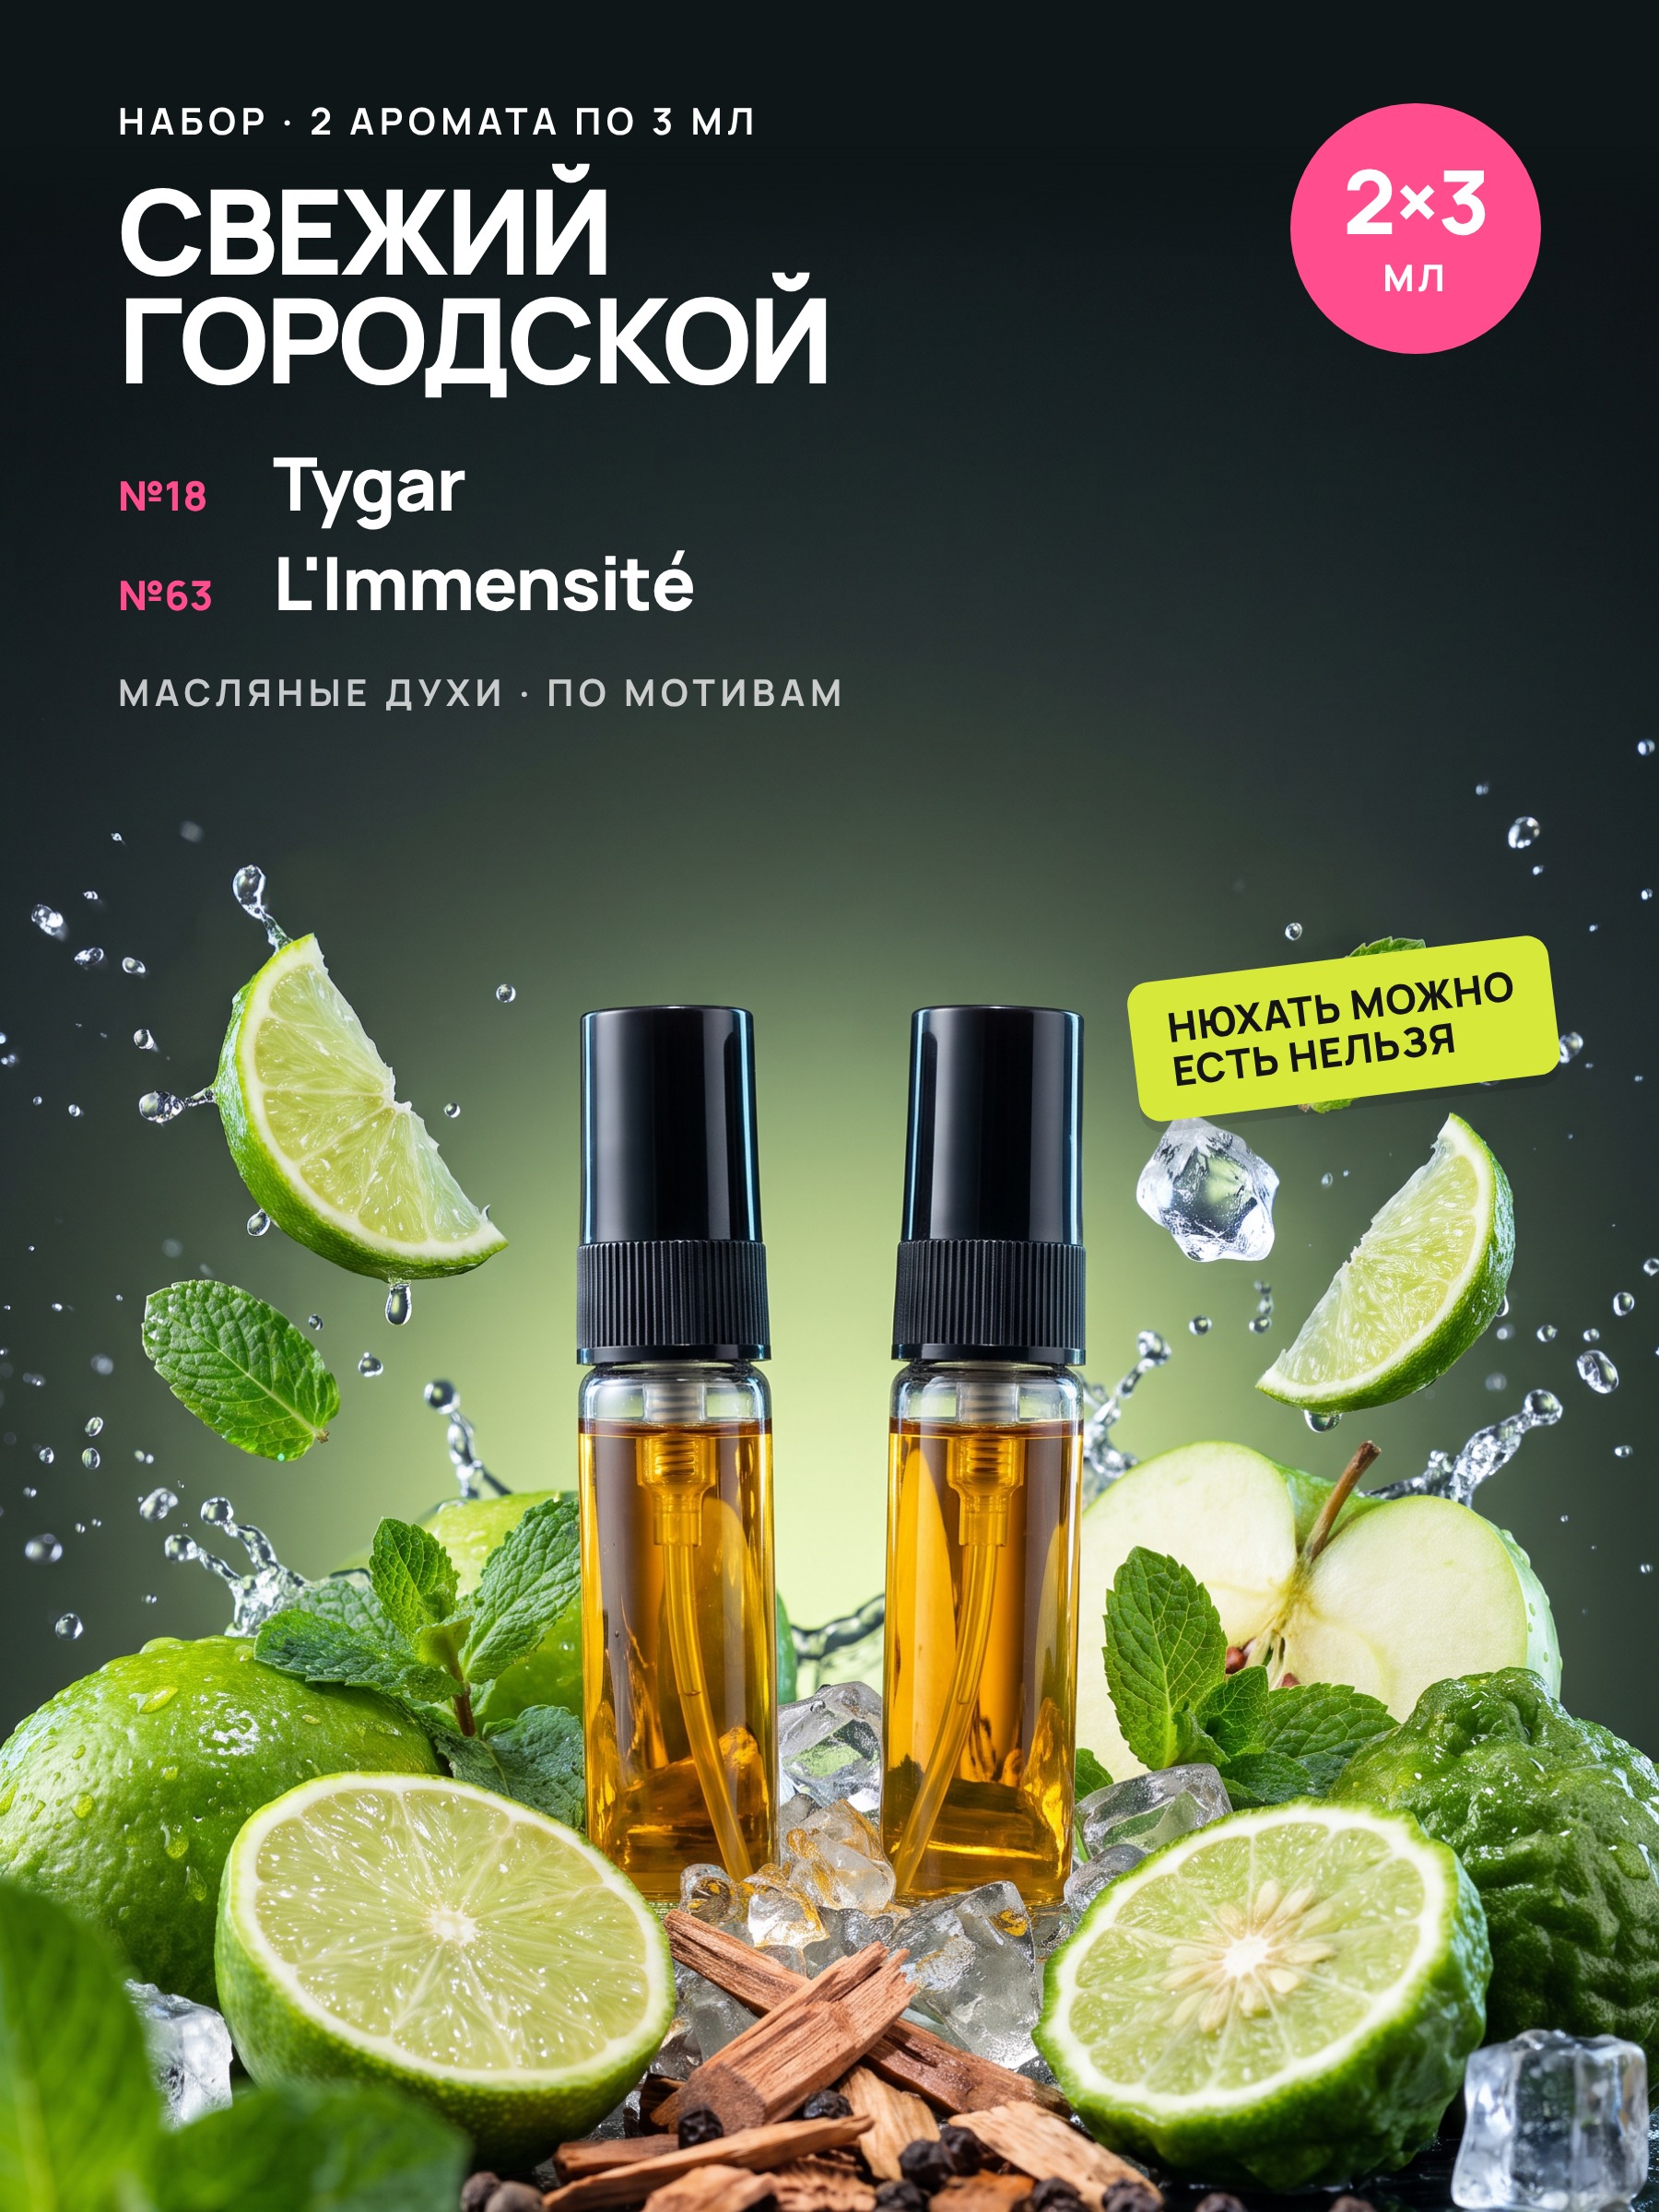 НАБОР · 2 АРОМАТА ПО 3 МЛ
СВЕЖИЙ
ГОРОДСКОЙ
№18 Tygar
№63 L'Immensité
МАСЛЯНЫЕ ДУХИ · ПО МОТИВАМ
2×3
МЛ
НЮХАТЬ МОЖНО
ЕСТЬ НЕЛЬЗЯ